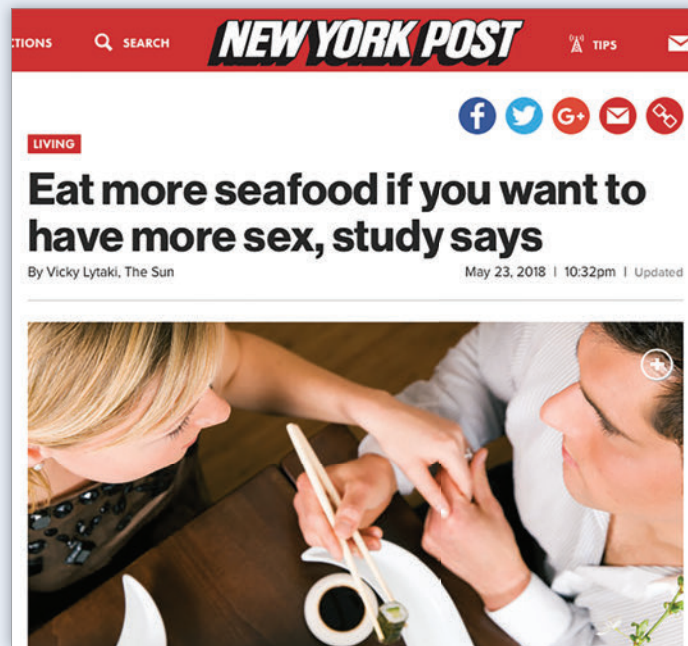 CTIONS SEARCH NEW YORK POST TIPS
f G+
LIVING
Eat more seafood if you want to
have more sex, study says
By Vicky Lytaki, The Sun May 23, 2018 | 10:32pm | Updated